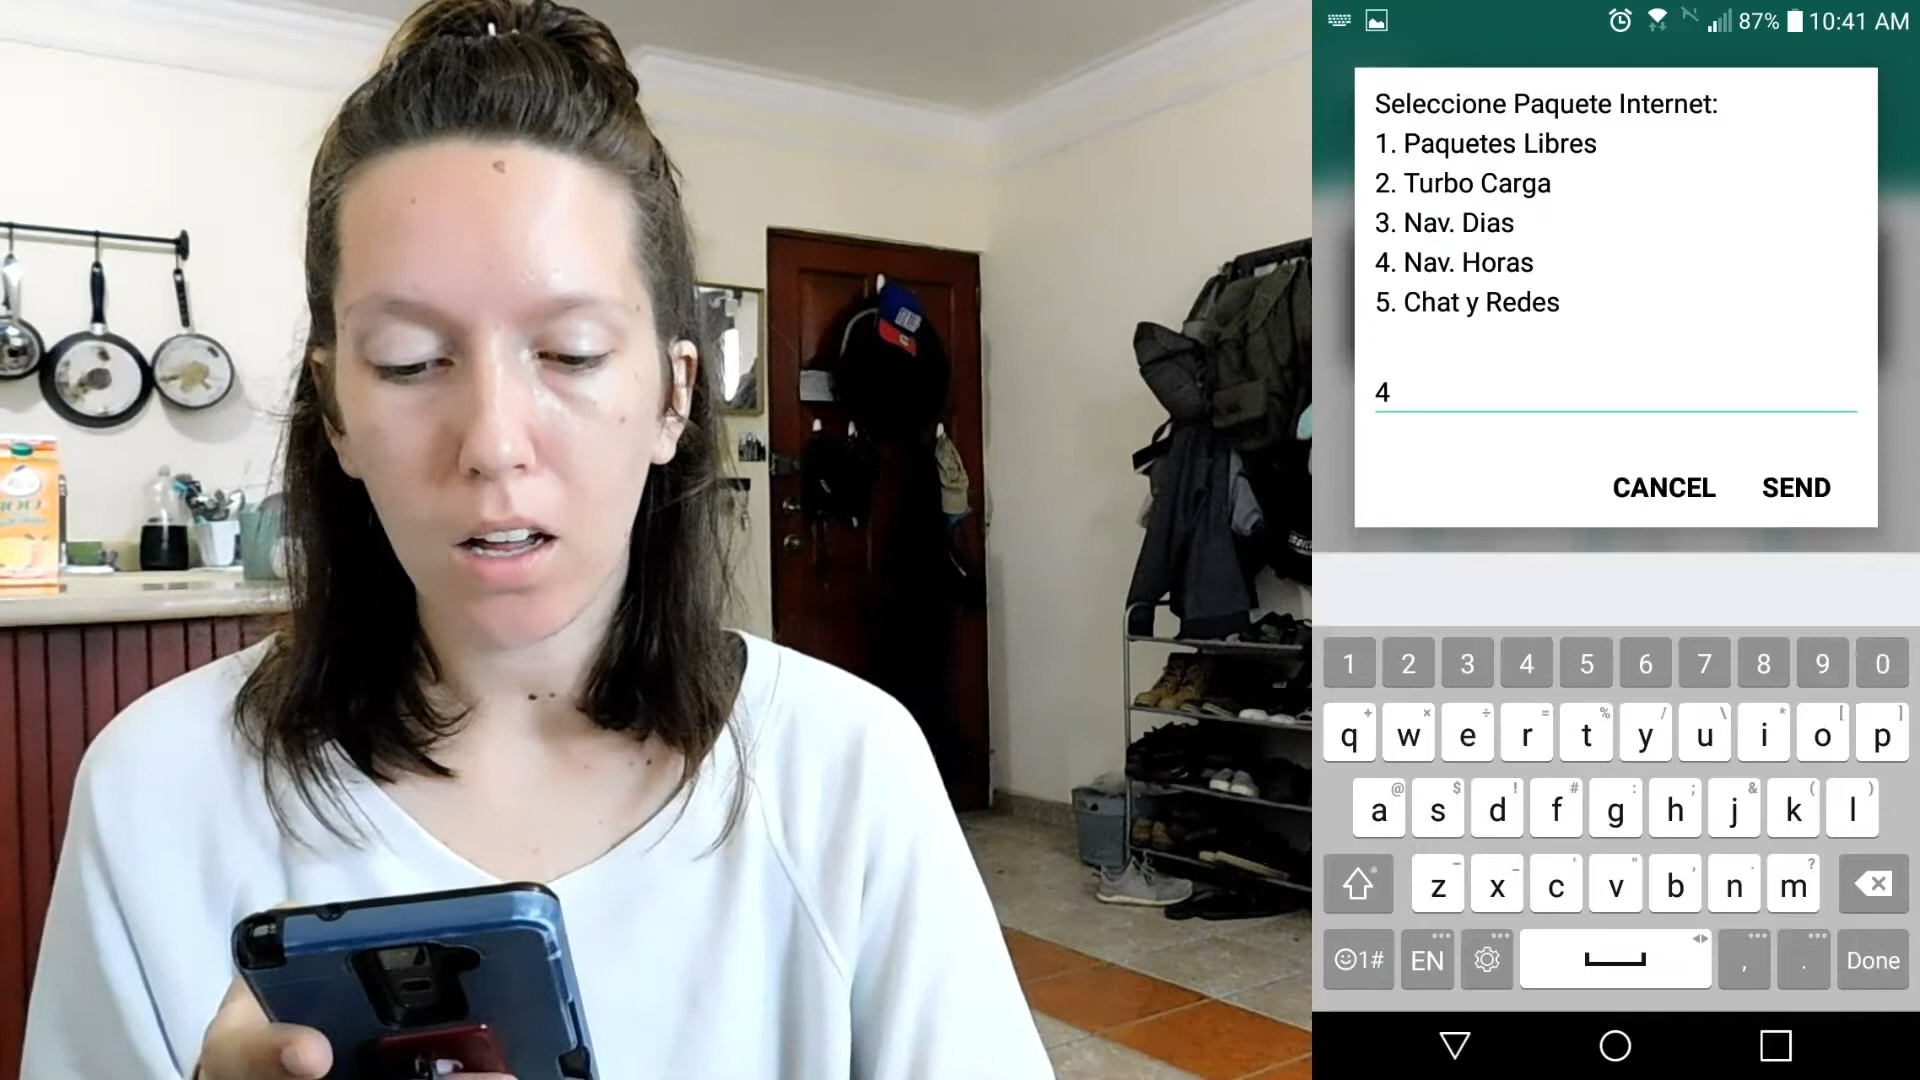 87% 10:41 AM
Seleccione Paquete Internet:
1. Paquetes Libres
2. Turbo Carga
3. Nav. Dias
4. Nav. Horas
5. Chat y Redes
4
CANCEL SEND
1 2 3 4 5 6 7 8 9 0
+ × ÷ = % / \ * [ ]
q w e r t y u i o p
@ $ ! # : ; & ( )
a s d f g h j k l
z x c v b n m ?
1# EN , . Done